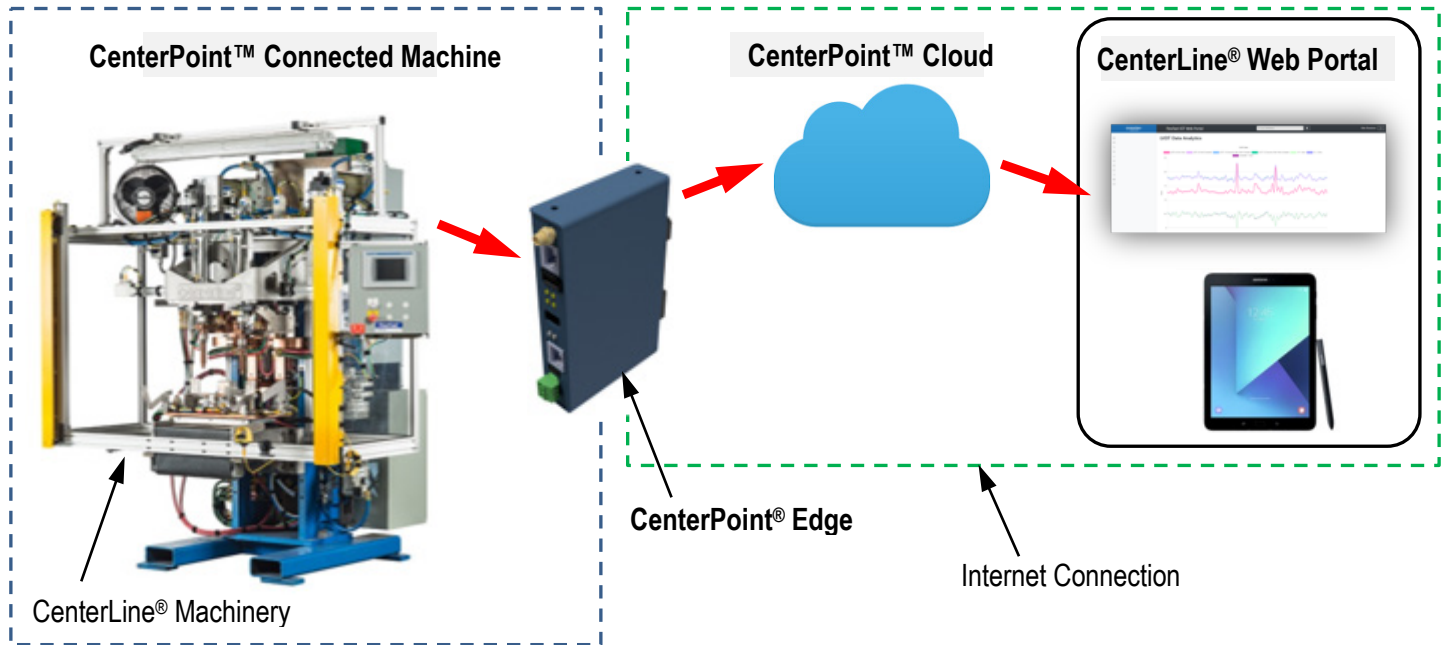 CenterPoint™ Connected Machine
CenterPoint™ Cloud
CenterLine® Web Portal
CenterPoint® Edge
Internet Connection
CenterLine® Machinery